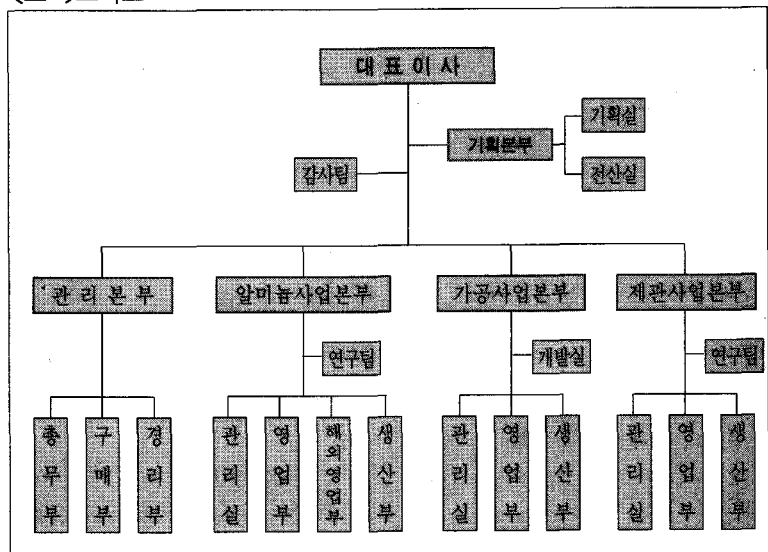 대표이사
기획실
기획본부
감사팀
전산실
관리본부
알미늄사업본부
가공사업본부
제관사업본부
연구팀
개발실
연구팀
총무부
구매부
경리부
관리실
영업부
해외영업부
생산부
관리실
영업부
생산부
관리실
영업부
생산부